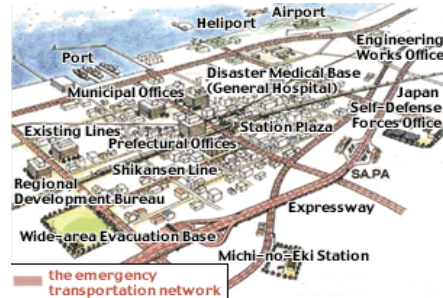 Airport
Heliport
Engineering
Works Office
Port
Disaster Medical Base
(General Hospital)
Municipal Offices
Japan
Self-Defense
Forces Office
Existing Lines
Station Plaza
Prefectural Offices
Shikansen Line
SA.PA
Regional
Development Bureau
Expressway
Wide-area Evacuation Base
Michi-no-Eki Station
the emergency
transportation network